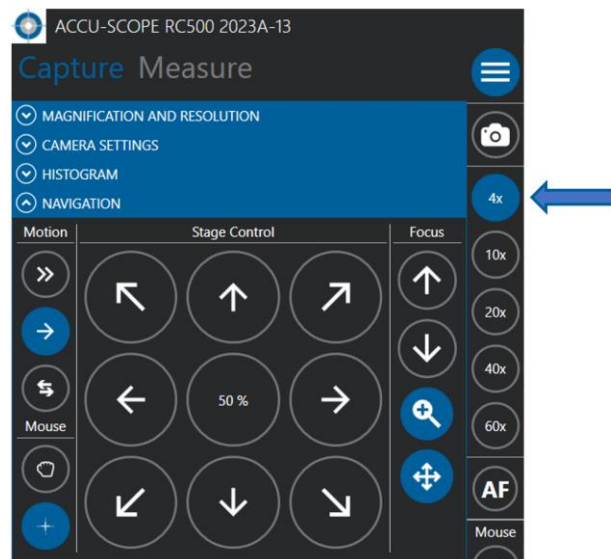 ACCU-SCOPE RC500 2023A-13
Capture Measure
MAGNIFICATION AND RESOLUTION
CAMERA SETTINGS
HISTOGRAM
NAVIGATION
4x
Motion Stage Control Focus
10x
20x
40x
50 %
Mouse
60x
AF
Mouse